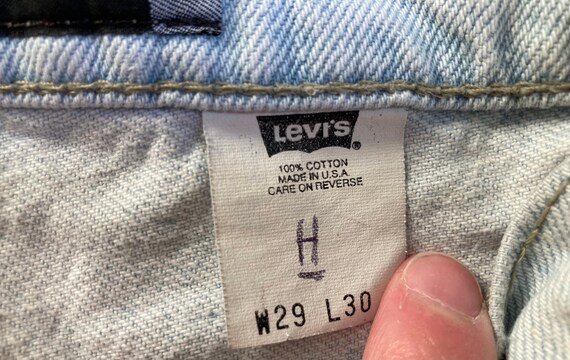 Levi's®
100% COTTON
MADE IN U.S.A.
CARE ON REVERSE
H
W29 L30